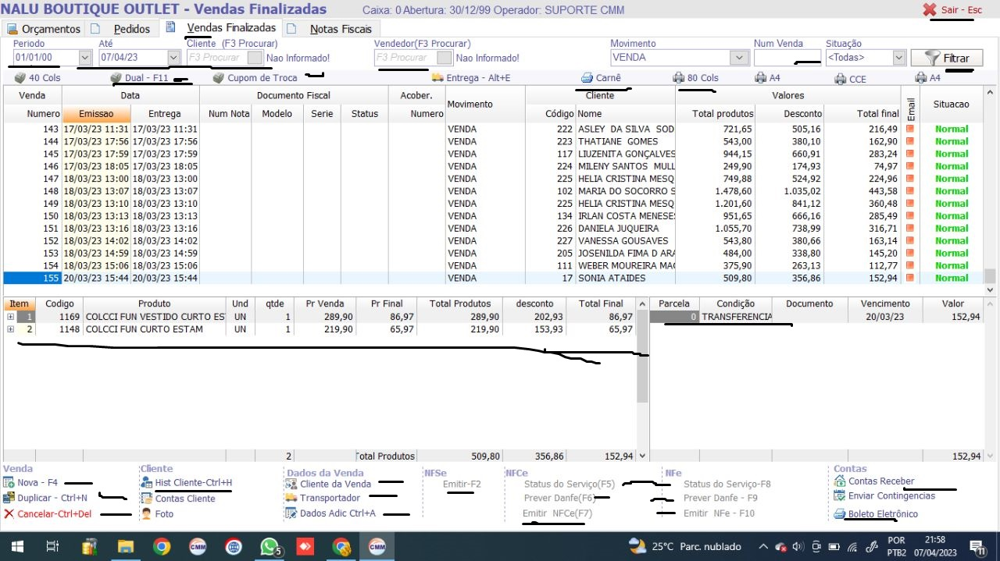 NALU BOUTIQUE OUTLET - Vendas Finalizadas Caixa: 0 Abertura: 30/12/99 Operador: SUPORTE CMM Sair - Esc
Orçamentos Pedidos Vendas Finalizadas Notas Fiscais
Periodo Até Cliente (F3 Procurar) Vendedor(F3 Procurar) Movimento Num Venda Situação
01/01/00 07/04/23 F3 Procurar Nao Informado! F3 Procurar Nao Informado! VENDA <Todas> Filtrar
40 Cols Dual - F11 Cupom de Troca Entrega - Alt+E Carnê 80 Cols A4 CCE A4
Venda Data Documento Fiscal Acober. Movimento Cliente Valores Email Situacao
Numero Emissao Entrega Num Nota Modelo Serie Status Numero Código Nome Total produtos Desconto Total final
143 17/03/23 11:31 17/03/23 11:31 VENDA 222 ASLEY DA SILVA SOD 721,65 505,16 216,49 Normal
144 17/03/23 17:56 17/03/23 17:56 VENDA 223 THATIANE GOMES 543,00 380,10 162,90 Normal
145 17/03/23 17:59 17/03/23 17:59 VENDA 117 LIUZENITA GONÇALVES 944,15 660,91 283,24 Normal
146 17/03/23 18:05 17/03/23 18:05 VENDA 224 MILENY SANTOS MULL 249,90 174,93 74,97 Normal
147 18/03/23 13:00 18/03/23 13:00 VENDA 225 HELIA CRISTINA MESQ 749,88 524,92 224,96 Normal
148 18/03/23 13:07 18/03/23 13:07 VENDA 102 MARIA DO SOCORRO S 1.478,60 1.035,02 443,58 Normal
149 18/03/23 13:10 18/03/23 13:10 VENDA 225 HELIA CRISTINA MESQ 1.201,60 841,12 360,48 Normal
150 18/03/23 13:13 18/03/23 13:13 VENDA 134 IRLAN COSTA MENESES 951,65 666,16 285,49 Normal
151 18/03/23 13:16 18/03/23 13:16 VENDA 226 DANIELA JUQUEIRA 1.055,70 738,99 316,71 Normal
152 18/03/23 14:02 18/03/23 14:02 VENDA 227 VANESSA GOUSAVES 543,80 380,66 163,14 Normal
153 18/03/23 14:59 18/03/23 14:59 VENDA 205 JOSENILDA FIMA D ARA 484,00 338,80 145,20 Normal
154 18/03/23 15:06 18/03/23 15:06 VENDA 111 WEBER MOUREIRA MAC 375,90 263,13 112,77 Normal
155 20/03/23 15:44 20/03/23 15:44 VENDA 17 SONIA ATAIDES 509,80 356,86 152,94 Normal
Item Codigo Produto Und qtde Pr Venda Pr Final Total Produtos desconto Total Final Parcela Condição Documento Vencimento Valor
1 1169 COLCCI FUN VESTIDO CURTO EST UN 1 289,90 86,97 289,90 202,93 86,97 0 TRANSFERENCIA 20/03/23 152,94
2 1148 COLCCI FUN CURTO ESTAM UN 1 219,90 65,97 219,90 153,93 65,97
2 Total Produtos 509,80 356,86 152,94 152,94
Venda Cliente Dados da Venda NFSe NFCe NFe Contas
Nova - F4 Hist Cliente-Ctrl+H Cliente da Venda Emitir-F2 Status do Serviço(F5) Status do Serviço-F8 Contas Receber
Duplicar - Ctrl+N Contas Cliente Transportador Prever Danfe(F6) Prever Danfe - F9 Enviar Contingencias
Cancelar-Ctrl+Del Foto Dados Adic Ctrl+A Emitir NFCe(F7) Emitir NFe - F10 Boleto Eletrônico
CMM 5 CMM 25°C Parc. nublado POR 21:58
PTB2 07/04/2023 11